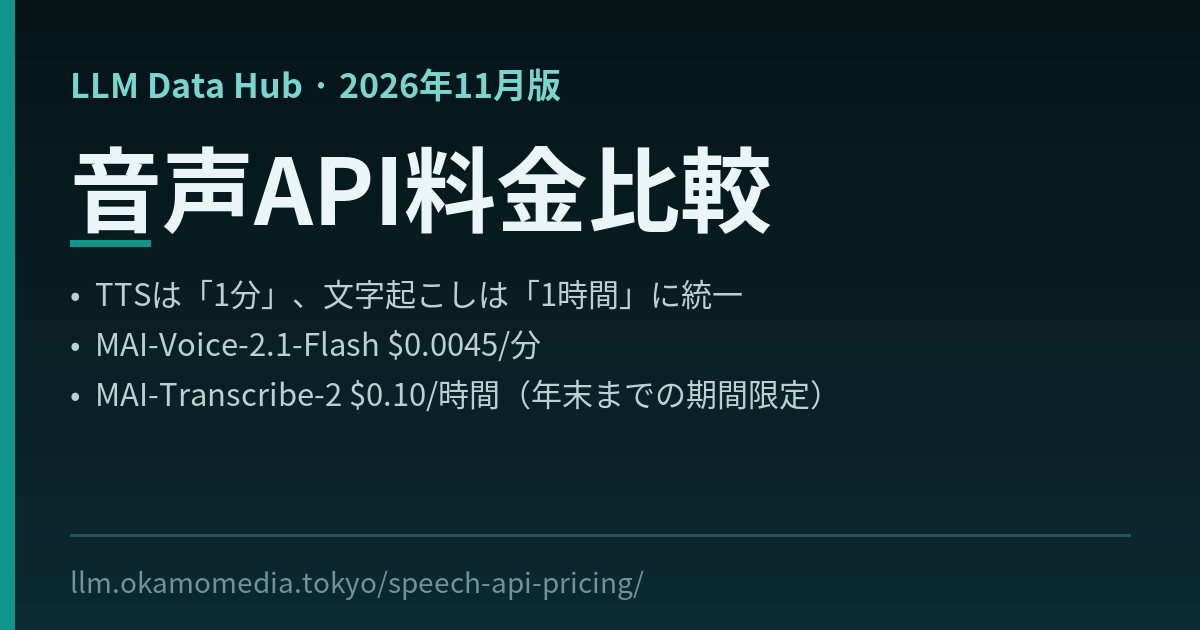 LLM Data Hub · 2026年11月版
音声API料金比較
• TTSは「1分」、文字起こしは「1時間」に統一
• MAI-Voice-2.1-Flash $0.0045/分
• MAI-Transcribe-2 $0.10/時間（年末までの期間限定）
llm.okamomedia.tokyo/speech-api-pricing/